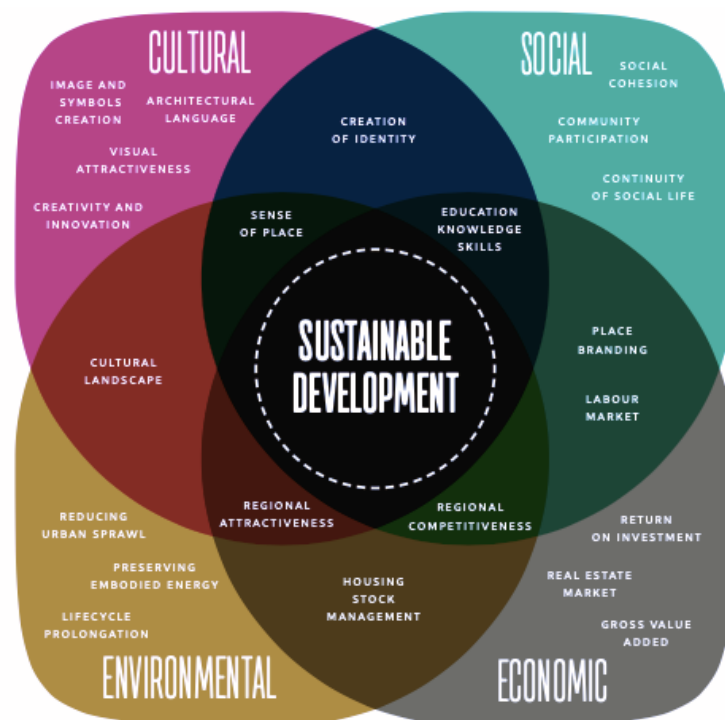 CULTURAL
IMAGE AND
SYMBOLS
CREATION
ARCHITECTURAL
LANGUAGE
VISUAL
ATTRACTIVENESS
CREATIVITY AND
INNOVATION
CREATION
OF IDENTITY
SOCIAL
SOCIAL
COHESION
COMMUNITY
PARTICIPATION
CONTINUITY
OF SOCIAL LIFE
SENSE
OF PLACE
EDUCATION
KNOWLEDGE
SKILLS
CULTURAL
LANDSCAPE
SUSTAINABLE
DEVELOPMENT
PLACE
BRANDING
LABOUR
MARKET
REGIONAL
ATTRACTIVENESS
REGIONAL
COMPETITIVENESS
REDUCING
URBAN SPRAWL
PRESERVING
EMBODIED ENERGY
LIFECYCLE
PROLONGATION
ENVIRONMENTAL
HOUSING
STOCK
MANAGEMENT
RETURN
ON INVESTMENT
REAL ESTATE
MARKET
GROSS VALUE
ADDED
ECONOMIC